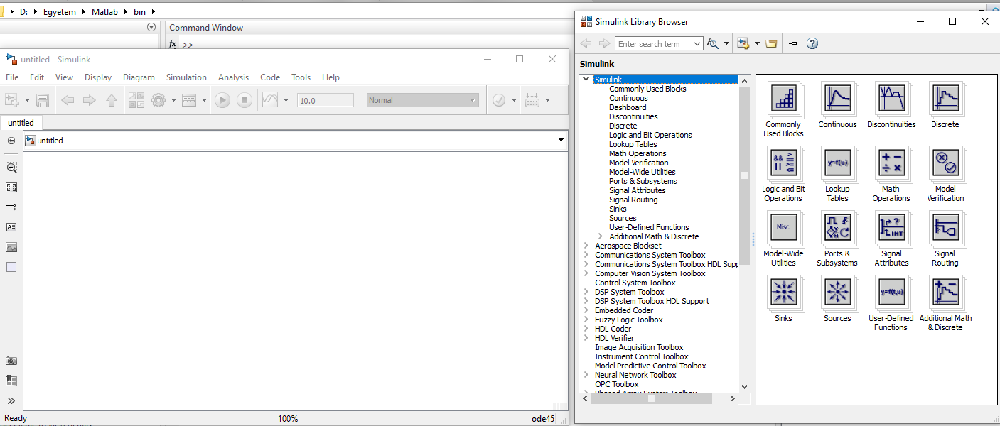 D: Egyetem Matlab bin
Command Window
fx >>
untitled - Simulink
File Edit View Display Diagram Simulation Analysis Code Tools Help
10.0 Normal
untitled
untitled
Ready 100% ode45
Simulink Library Browser
Enter search term
Simulink
Simulink
Commonly Used Blocks
Continuous
Dashboard
Discontinuities
Discrete
Logic and Bit Operations
Lookup Tables
Math Operations
Model Verification
Model-Wide Utilities
Ports & Subsystems
Signal Attributes
Signal Routing
Sinks
Sources
User-Defined Functions
Additional Math & Discrete
Aerospace Blockset
Communications System Toolbox
Communications System Toolbox HDL Supp
Computer Vision System Toolbox
Control System Toolbox
DSP System Toolbox
DSP System Toolbox HDL Support
Embedded Coder
Fuzzy Logic Toolbox
HDL Coder
HDL Verifier
Image Acquisition Toolbox
Instrument Control Toolbox
Model Predictive Control Toolbox
Neural Network Toolbox
OPC Toolbox
Phased Array System Toolbox
Commonly
Used Blocks
Continuous
Discontinuities
Discrete
&& > || >= == <=
y=f(u)
+ − ÷ ×
Logic and Bit
Operations
Lookup
Tables
Math
Operations
Model
Verification
Misc
? INT
Model-Wide
Utilities
Ports &
Subsystems
Signal
Attributes
Signal
Routing
y=f(t,u)
Sinks
Sources
User-Defined
Functions
Additional Math
& Discrete